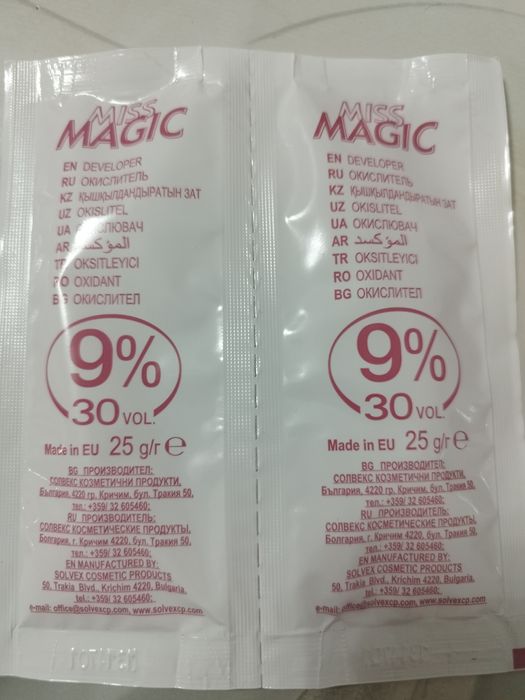 MISS
MAGIC
EN DEVELOPER
RU ОКИСЛИТЕЛЬ
KZ ҚЫШҚЫЛДАНДЫРАТЫН ЗАТ
UZ OKISLITEL
UA ОКИСЛЮВАЧ
AR المؤكسد
TR OKSITLEYICI
RO OXIDANT
BG ОКИСЛИТЕЛ
9%
30 VOL.
Made in EU 25 g/г ℮
BG ПРОИЗВОДИТЕЛ:
СОЛВЕКС КОЗМЕТИЧНИ ПРОДУКТИ,
България, 4220 гр. Кричим, бул. Тракия 50,
tel.: +359/ 32 605460;
RU ПРОИЗВОДИТЕЛЬ:
СОЛВЕКС КОСМЕТИЧЕСКИЕ ПРОДУКТЫ,
Болгария, г. Кричим 4220, бул. Тракия 50,
тел.: +359/ 32 605460;
EN MANUFACTURED BY:
SOLVEX COSMETIC PRODUCTS
50, Trakia Blvd., Krichim 4220, Bulgaria,
tel.: +359/ 32 605460;
e-mail: office@solvexcp.com, www.solvexcp.com
MISS
MAGIC
EN DEVELOPER
RU ОКИСЛИТЕЛЬ
KZ ҚЫШҚЫЛДАНДЫРАТЫН ЗАТ
UZ OKISLITEL
UA ОКИСЛЮВАЧ
AR المؤكسد
TR OKSITLEYICI
RO OXIDANT
BG ОКИСЛИТЕЛ
9%
30 VOL.
Made in EU 25 g/г ℮
BG ПРОИЗВОДИТЕЛ:
СОЛВЕКС КОЗМЕТИЧНИ ПРОДУКТИ,
България, 4220 гр. Кричим, бул. Тракия 50,
tel.: +359/ 32 605460;
RU ПРОИЗВОДИТЕЛЬ:
СОЛВЕКС КОСМЕТИЧЕСКИЕ ПРОДУКТЫ,
Болгария, г. Кричим 4220, бул. Тракия 50,
тел.: +359/ 32 605460;
EN MANUFACTURED BY:
SOLVEX COSMETIC PRODUCTS
50, Trakia Blvd., Krichim 4220, Bulgaria,
tel.: +359/ 32 605460;
e-mail: office@solvexcp.com, www.solvexcp.com